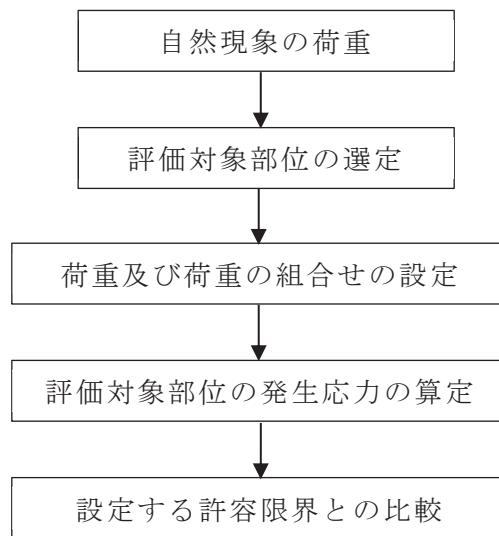 自然現象の荷重
評価対象部位の選定
荷重及び荷重の組合せの設定
評価対象部位の発生応力の算定
設定する許容限界との比較